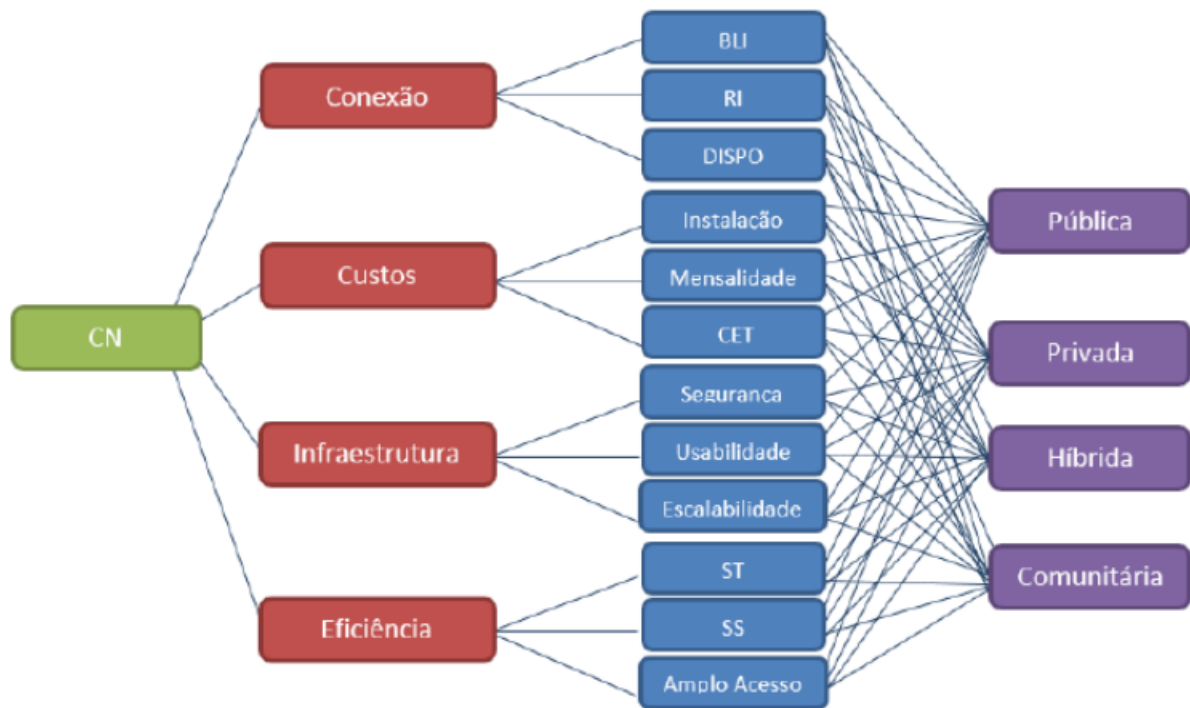 CN
Conexão
Custos
Infraestrutura
Eficiência
BLI
RI
DISPO
Instalação
Mensalidade
CET
Seguranca
Usabilidade
Escalabilidade
ST
SS
Amplo Acesso
Pública
Privada
Híbrida
Comunitária